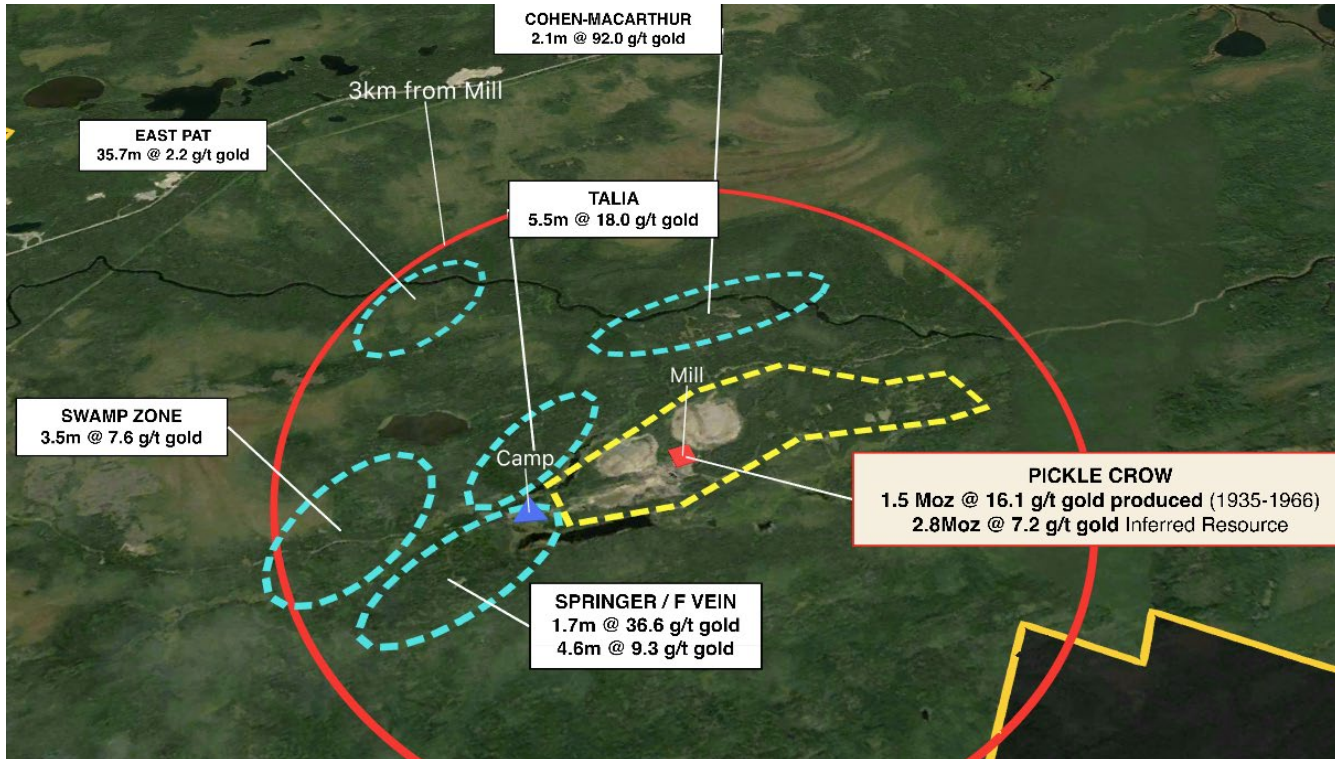 COHEN-MACARTHUR
2.1m @ 92.0 g/t gold
3km from Mill
EAST PAT
35.7m @ 2.2 g/t gold
TALIA
5.5m @ 18.0 g/t gold
Mill
SWAMP ZONE
3.5m @ 7.6 g/t gold
Camp
PICKLE CROW
1.5 Moz @ 16.1 g/t gold produced (1935-1966)
2.8Moz @ 7.2 g/t gold Inferred Resource
SPRINGER / F VEIN
1.7m @ 36.6 g/t gold
4.6m @ 9.3 g/t gold